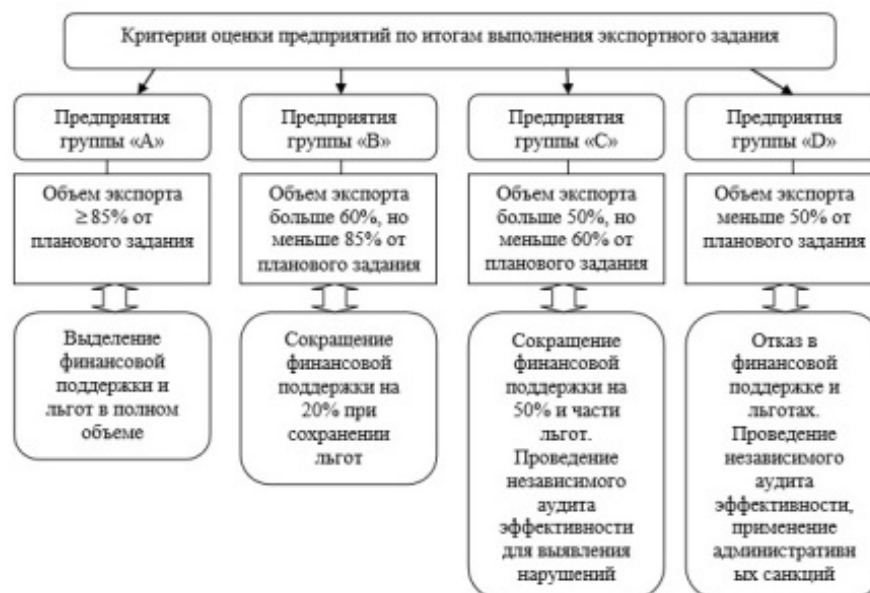 Критерии оценки предприятий по итогам выполнения экспортного задания
Предприятия
группы «А»
Объем экспорта
≥ 85% от
планового задания
Выделение
финансовой
поддержки и
льгот в полном
объеме
Предприятия
группы «В»
Объем экспорта
больше 60%, но
меньше 85% от
планового задания
Сокращение
финансовой
поддержки на
20% при
сохранении
льгот
Предприятия
группы «С»
Объем экспорта
больше 50%, но
меньше 60% от
планового задания
Сокращение
финансовой
поддержки на
50% и части
льгот.
Проведение
независимого
аудита
эффективности
для выявления
нарушений
Предприятия
группы «D»
Объем экспорта
меньше 50% от
планового задания
Отказ в
финансовой
поддержке и
льготах.
Проведение
независимого
аудита
эффективности,
применение
административн
ых санкций